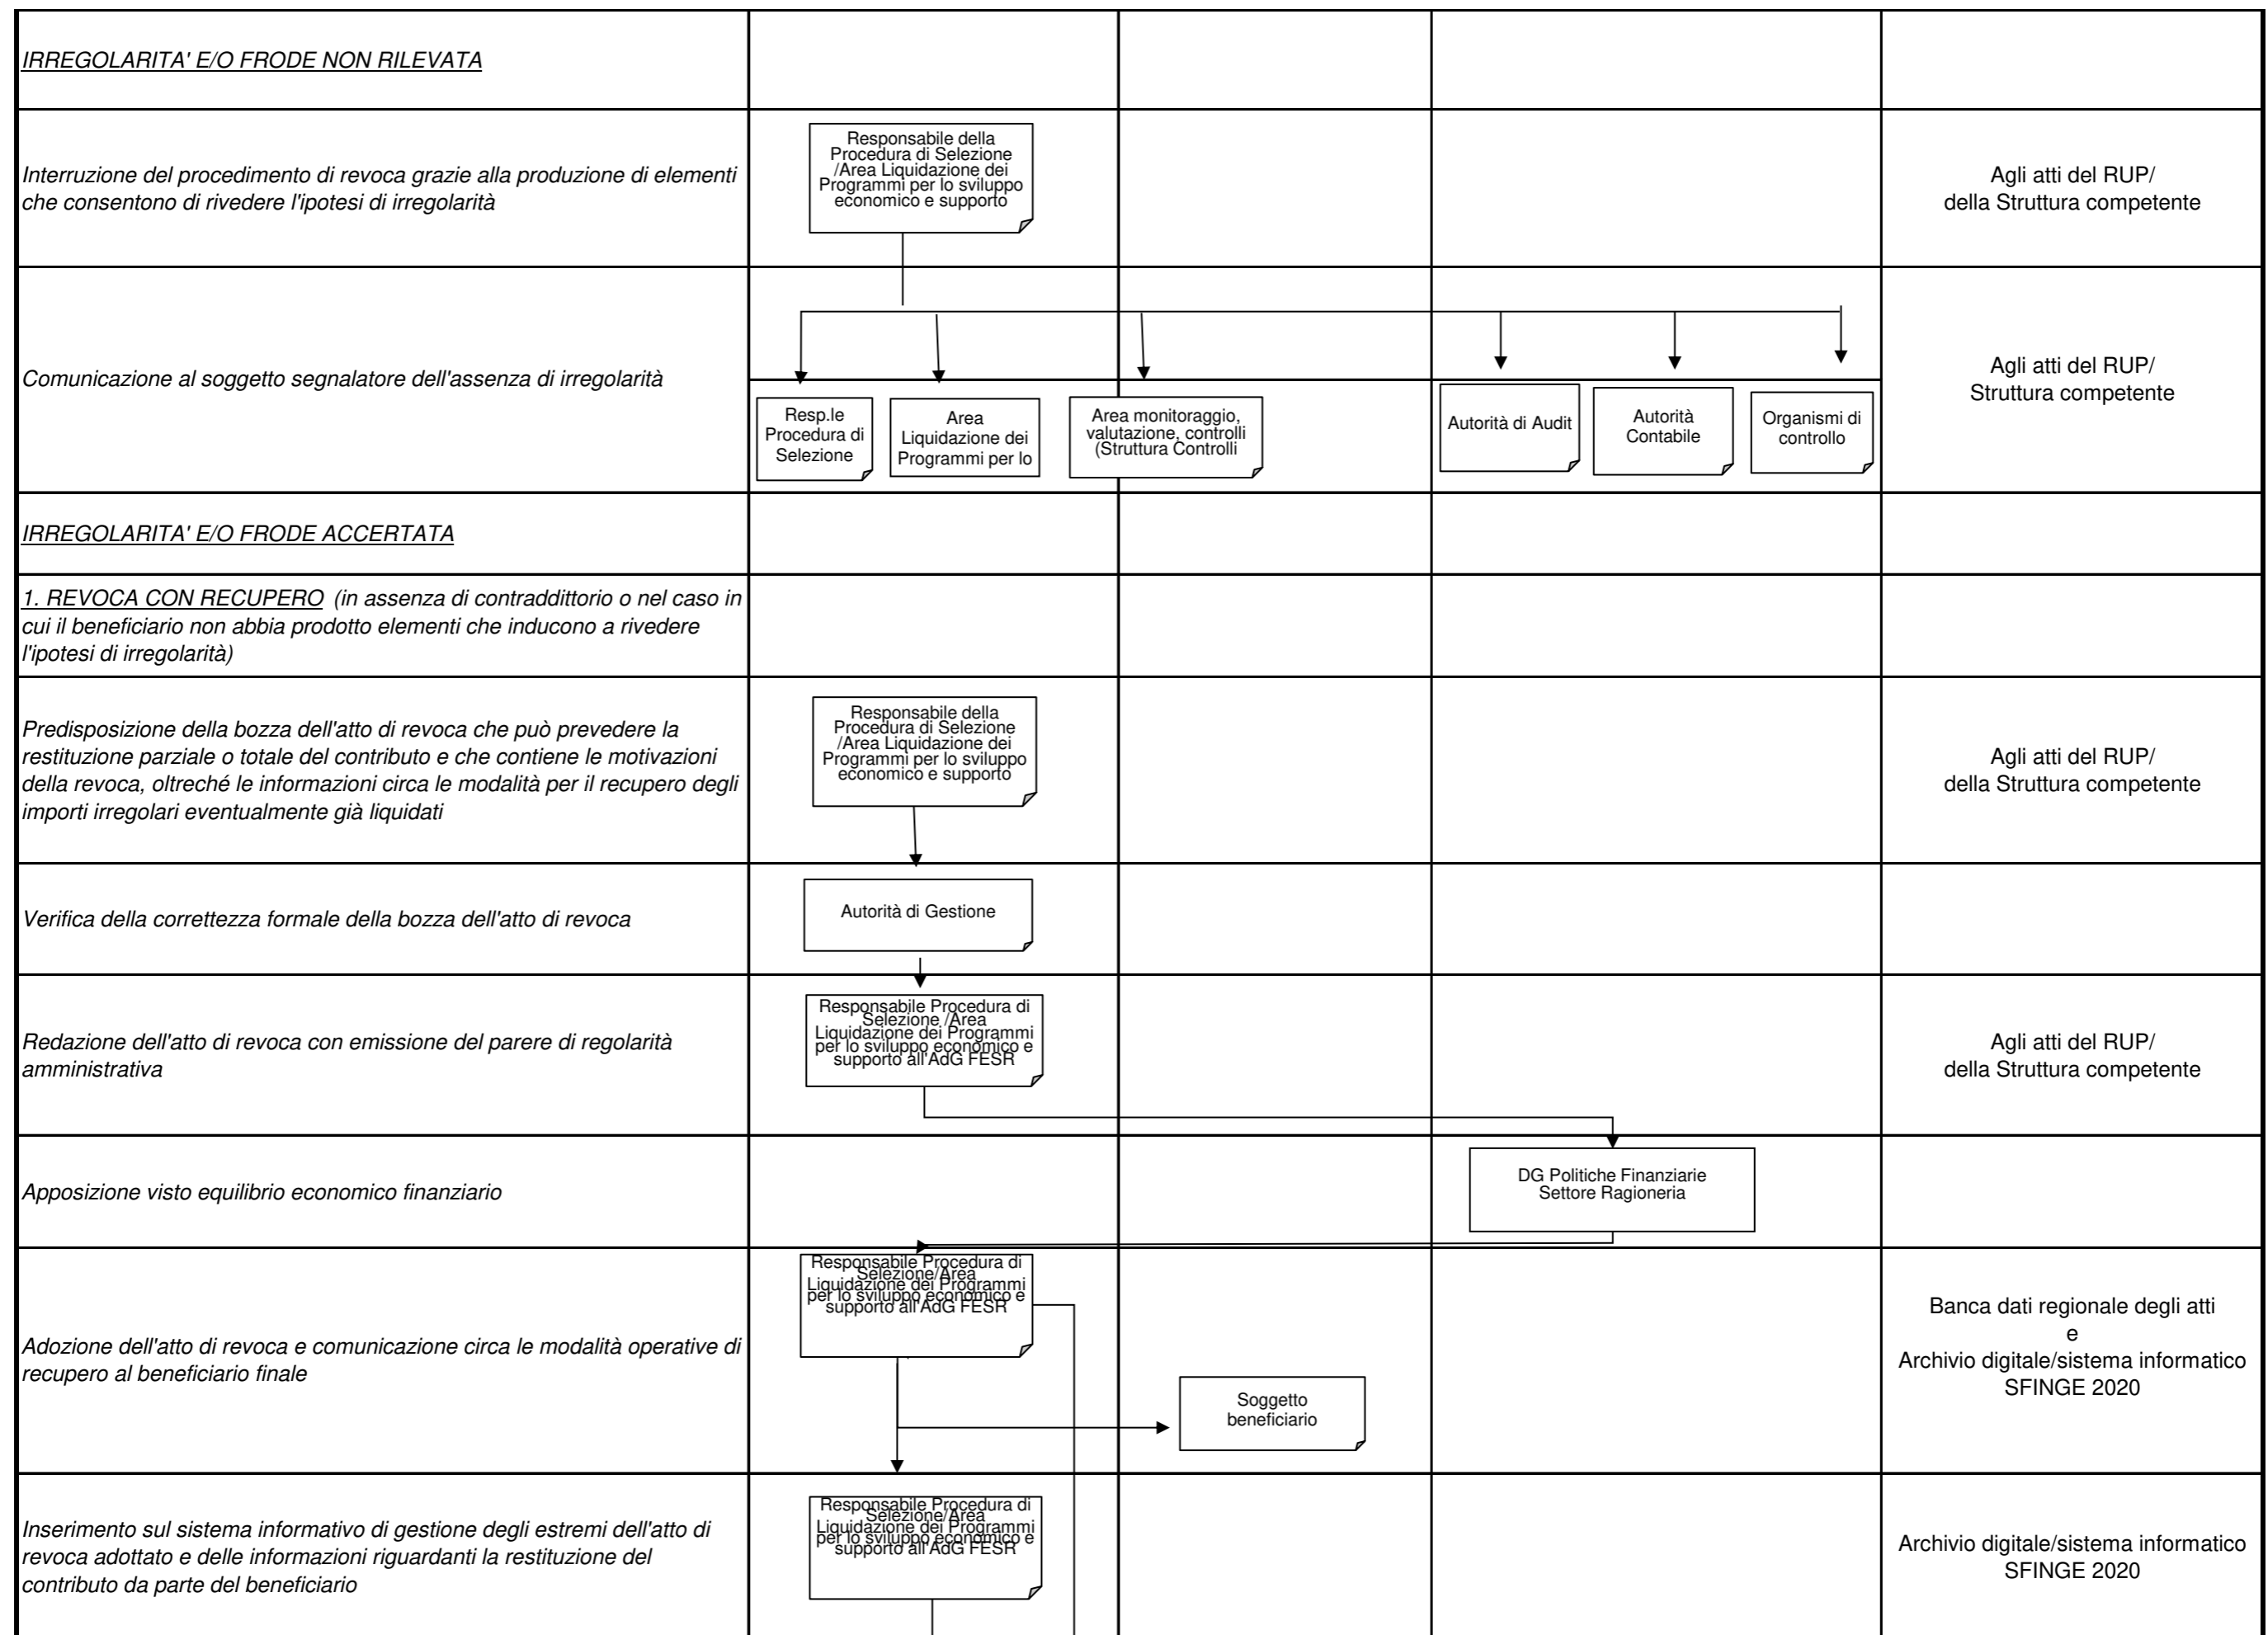 IRREGOLARITA' E/O FRODE NON RILEVATA
Interruzione del procedimento di revoca grazie alla produzione di elementi
che consentono di rivedere l'ipotesi di irregolarità
Responsabile della
Procedura di Selezione
/Area Liquidazione dei
Programmi per lo sviluppo
economico e supporto
Agli atti del RUP/
della Struttura competente
Comunicazione al soggetto segnalatore dell'assenza di irregolarità
Resp.le
Procedura di
Selezione
Area
Liquidazione dei
Programmi per lo
Area monitoraggio,
valutazione, controlli
(Struttura Controlli
Autorità di Audit
Autorità
Contabile
Organismi di
controllo
Agli atti del RUP/
Struttura competente
IRREGOLARITA' E/O FRODE ACCERTATA
1. REVOCA CON RECUPERO (in assenza di contraddittorio o nel caso in
cui il beneficiario non abbia prodotto elementi che inducono a rivedere
l'ipotesi di irregolarità)
Predisposizione della bozza dell'atto di revoca che può prevedere la
restituzione parziale o totale del contributo e che contiene le motivazioni
della revoca, oltreché le informazioni circa le modalità per il recupero degli
importi irregolari eventualmente già liquidati
Responsabile della
Procedura di Selezione
/Area Liquidazione dei
Programmi per lo sviluppo
economico e supporto
Agli atti del RUP/
della Struttura competente
Verifica della correttezza formale della bozza dell'atto di revoca
Autorità di Gestione
Redazione dell'atto di revoca con emissione del parere di regolarità
amministrativa
Responsabile Procedura di
Selezione /Area
Liquidazione dei Programmi
per lo sviluppo economico e
supporto all'AdG FESR
Agli atti del RUP/
della Struttura competente
Apposizione visto equilibrio economico finanziario
DG Politiche Finanziarie
Settore Ragioneria
Adozione dell'atto di revoca e comunicazione circa le modalità operative di
recupero al beneficiario finale
Responsabile Procedura di
Selezione/Area
Liquidazione dei Programmi
per lo sviluppo economico e
supporto all'AdG FESR
Soggetto
beneficiario
Banca dati regionale degli atti
e
Archivio digitale/sistema informatico
SFINGE 2020
Inserimento sul sistema informativo di gestione degli estremi dell'atto di
revoca adottato e delle informazioni riguardanti la restituzione del
contributo da parte del beneficiario
Responsabile Procedura di
Selezione/Area
Liquidazione dei Programmi
per lo sviluppo economico e
supporto all'AdG FESR
Archivio digitale/sistema informatico
SFINGE 2020